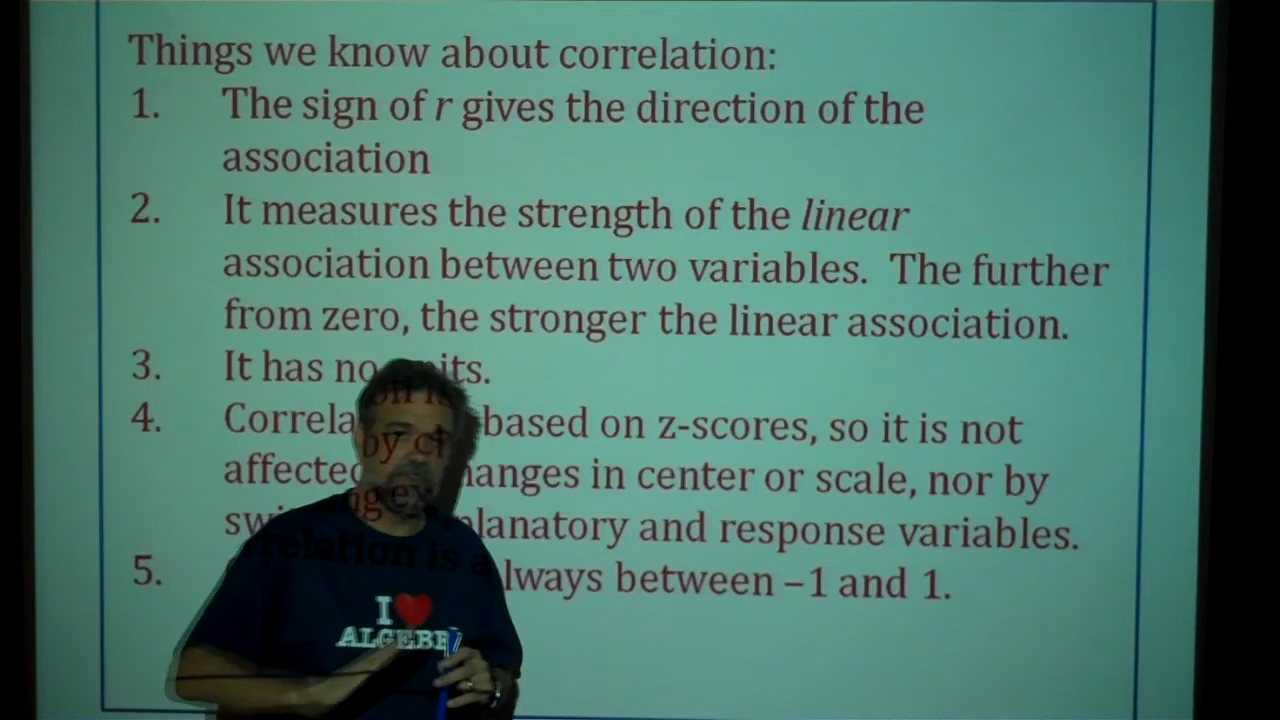 Things we know about correlation:
1. The sign of r gives the direction of the
association
2. It measures the strength of the linear
association between two variables. The further
from zero, the stronger the linear association.
3. It has no units.
4. Correlation is based on z-scores, so it is not
affected by changes in center or scale, nor by
switching explanatory and response variables.
5. Correlation is always between –1 and 1.
I ❤
ALGEB